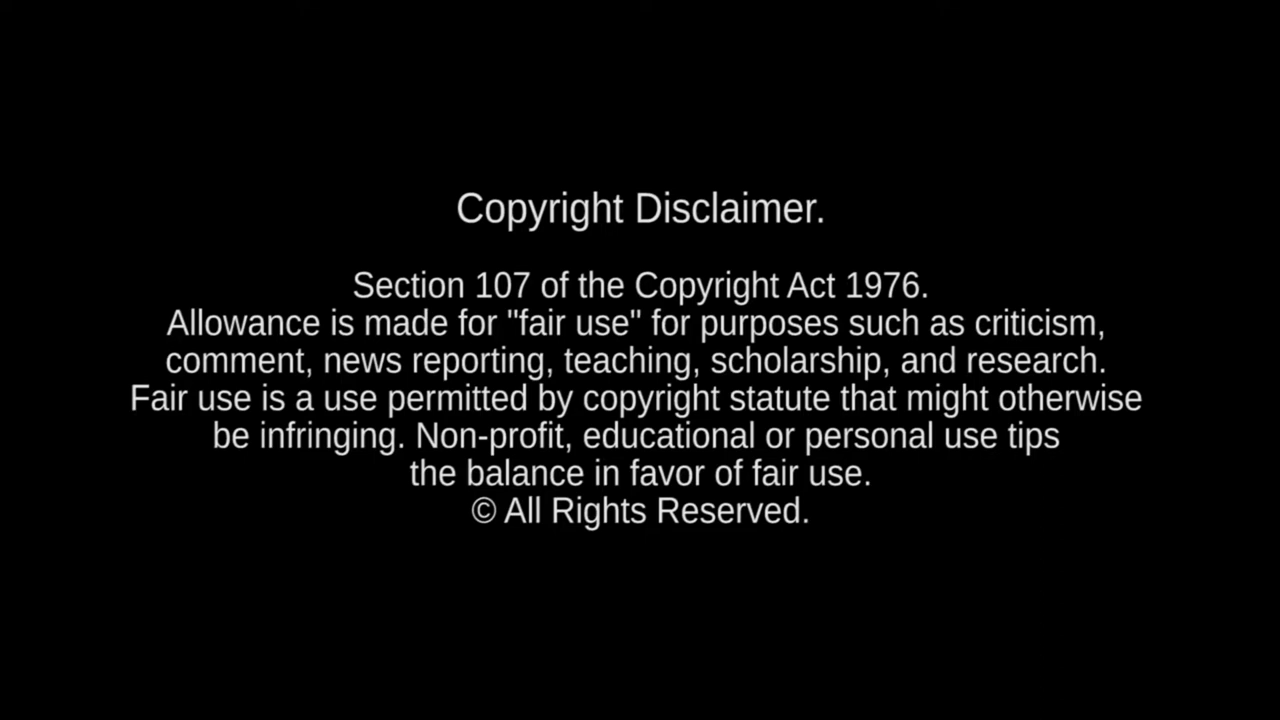 Copyright Disclaimer.
Section 107 of the Copyright Act 1976.
Allowance is made for "fair use" for purposes such as criticism,
comment, news reporting, teaching, scholarship, and research.
Fair use is a use permitted by copyright statute that might otherwise
be infringing. Non-profit, educational or personal use tips
the balance in favor of fair use.
© All Rights Reserved.